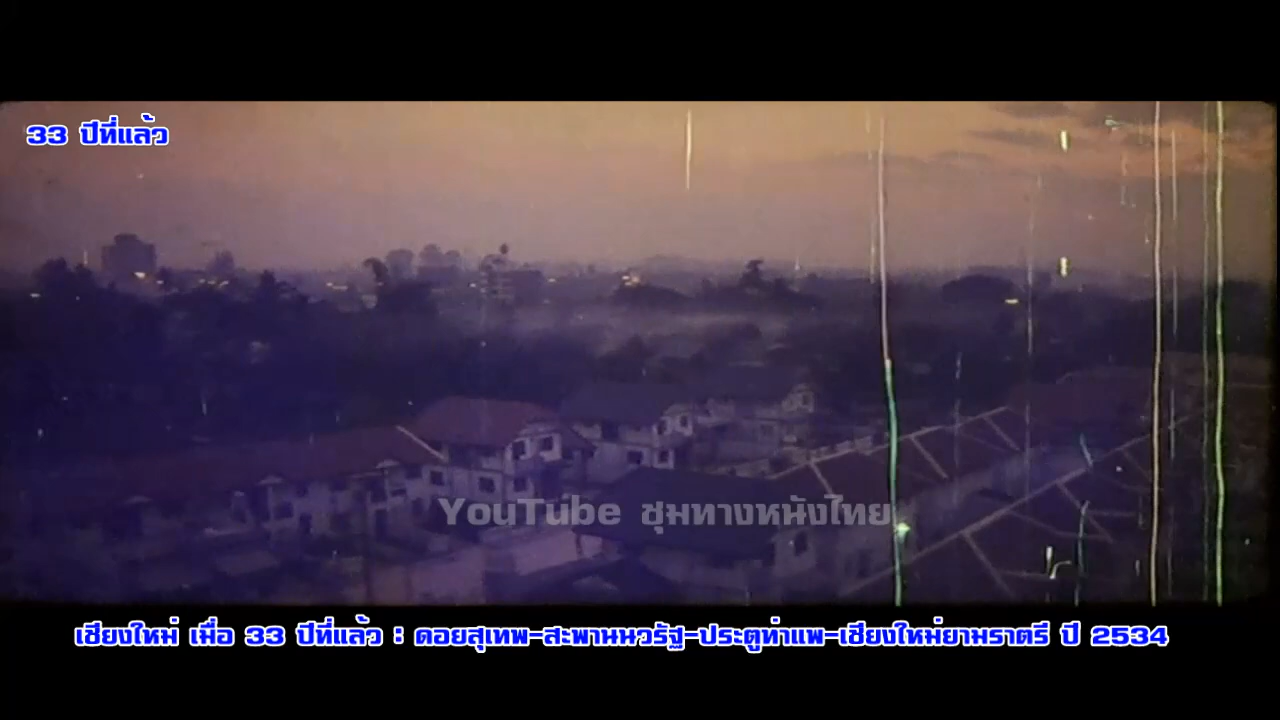 33 ปีที่แล้ว
YouTube ชุมทางหนังไทย
เชียงใหม่ เมื่อ 33 ปีที่แล้ว : ดอยสุเทพ-สะพานนวรัฐ-ประตูท่าแพ-เชียงใหม่ยามราตรี ปี 2534